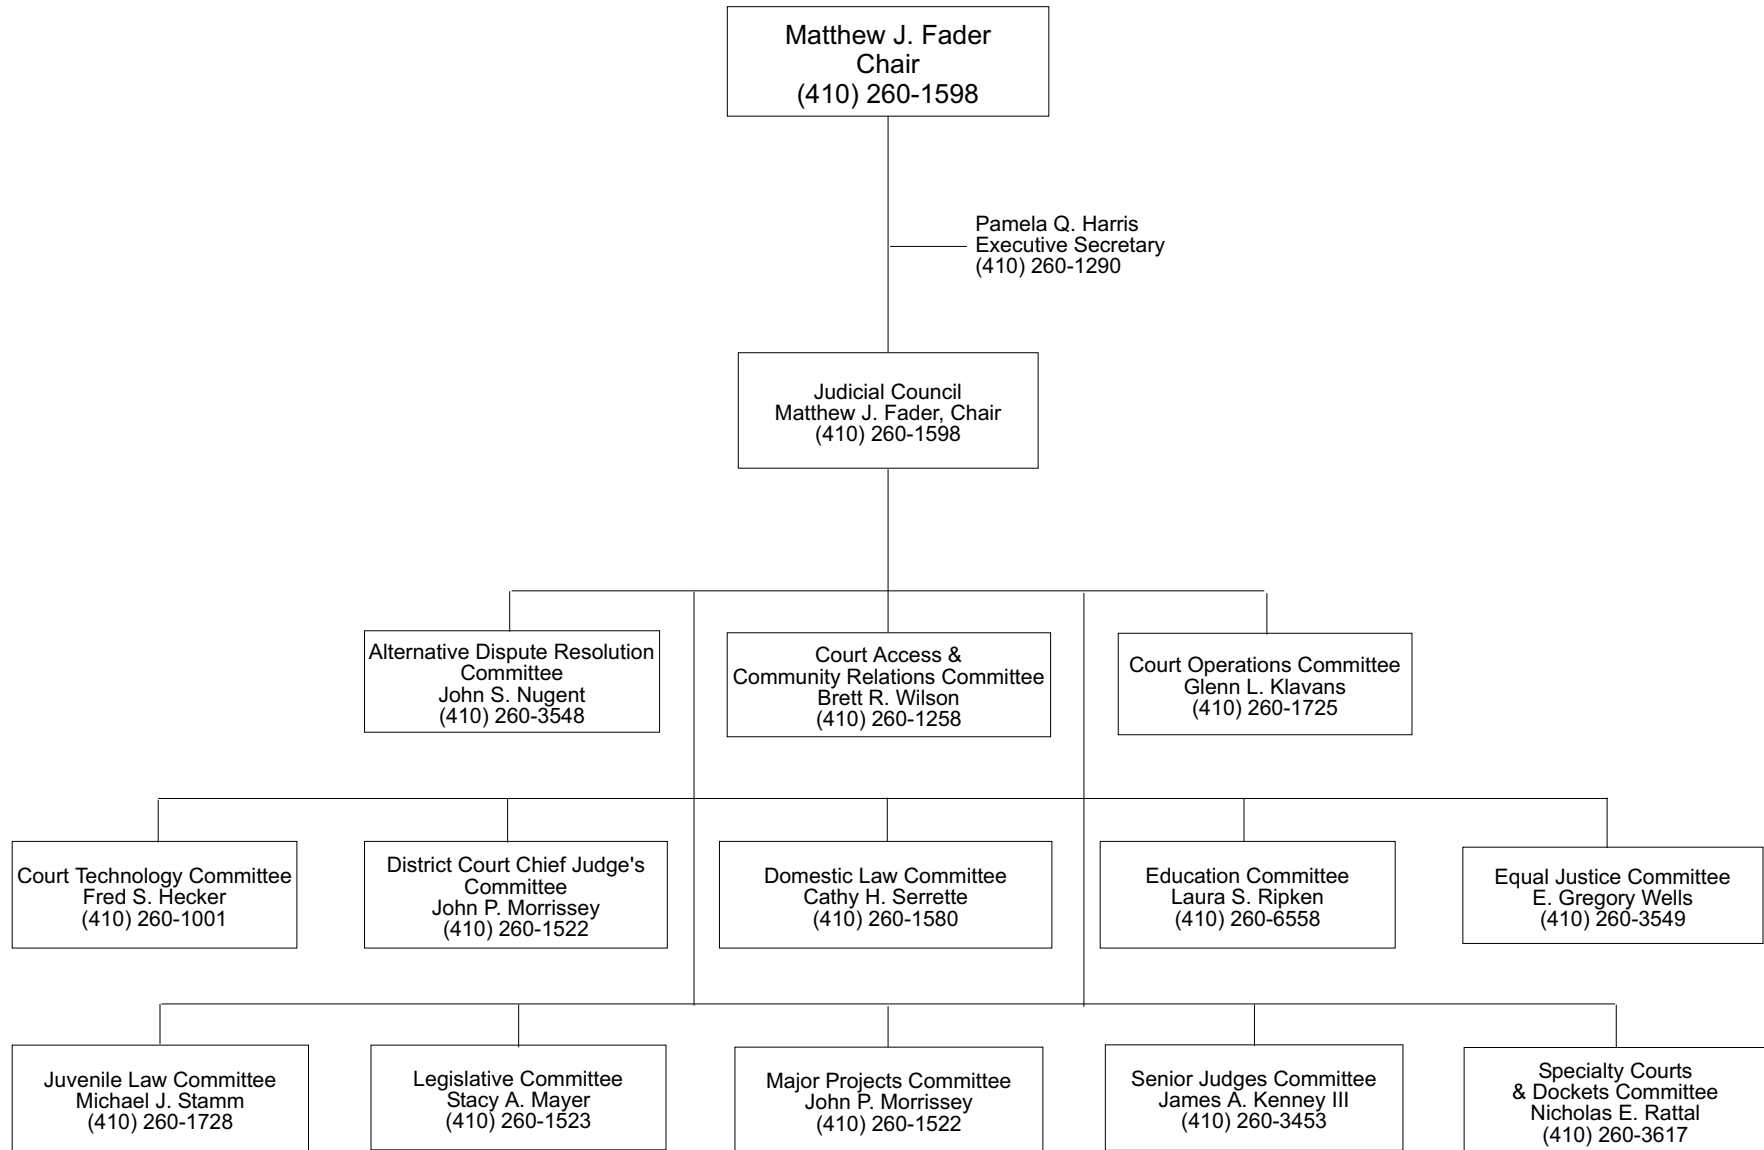 Matthew J. Fader
Chair
(410) 260-1598
Pamela Q. Harris
Executive Secretary
(410) 260-1290
Judicial Council
Matthew J. Fader, Chair
(410) 260-1598
Alternative Dispute Resolution
Committee
John S. Nugent
(410) 260-3548
Court Access &
Community Relations Committee
Brett R. Wilson
(410) 260-1258
Court Operations Committee
Glenn L. Klavans
(410) 260-1725
Court Technology Committee
Fred S. Hecker
(410) 260-1001
District Court Chief Judge's
Committee
John P. Morrissey
(410) 260-1522
Domestic Law Committee
Cathy H. Serrette
(410) 260-1580
Education Committee
Laura S. Ripken
(410) 260-6558
Equal Justice Committee
E. Gregory Wells
(410) 260-3549
Juvenile Law Committee
Michael J. Stamm
(410) 260-1728
Legislative Committee
Stacy A. Mayer
(410) 260-1523
Major Projects Committee
John P. Morrissey
(410) 260-1522
Senior Judges Committee
James A. Kenney III
(410) 260-3453
Specialty Courts
& Dockets Committee
Nicholas E. Rattal
(410) 260-3617